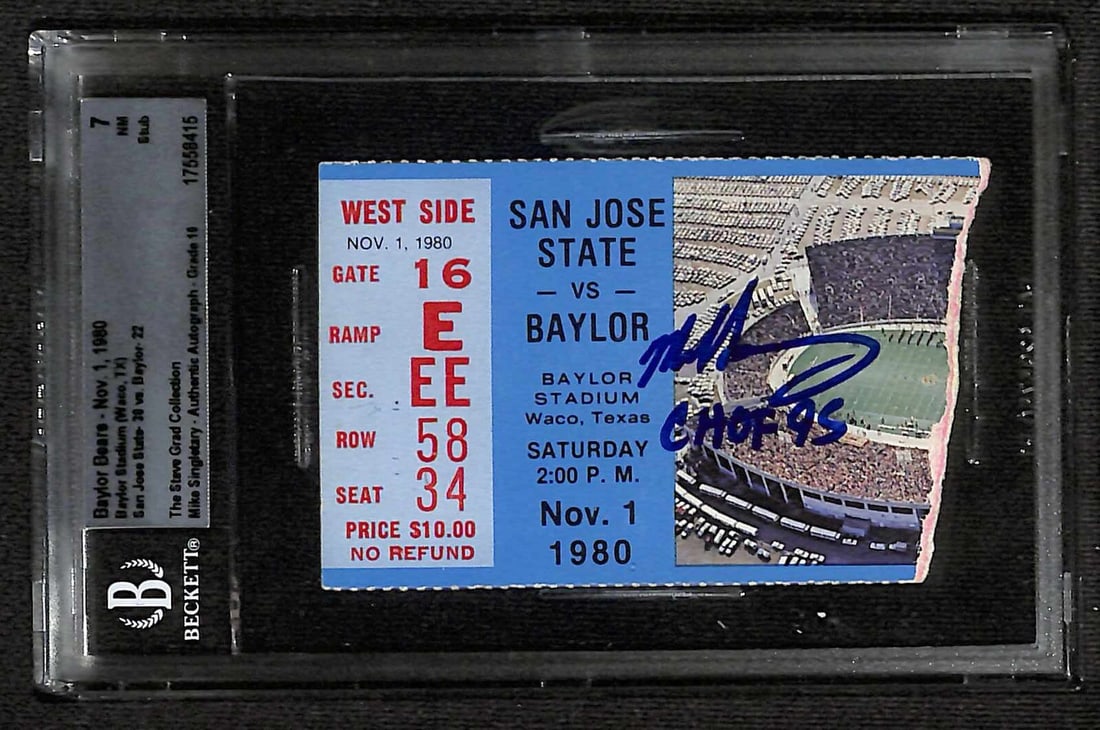 7
NM
Stub
17558415
Baylor Bears - Nov. 1, 1980
Baylor Stadium (Waco, TX)
San Jose State- 30 vs. Baylor- 22
The Steve Grad Collection
Mike Singletary - Authentic Autograph - Grade 10
B
BECKETT®
WEST SIDE
NOV. 1, 1980
GATE 16
RAMP E
SEC. EE
ROW 58
SEAT 34
PRICE $10.00
NO REFUND
SAN JOSE
STATE
— VS —
BAYLOR
BAYLOR
STADIUM
Waco, Texas
SATURDAY
2:00 P. M.
Nov. 1
1980
CHOF 95